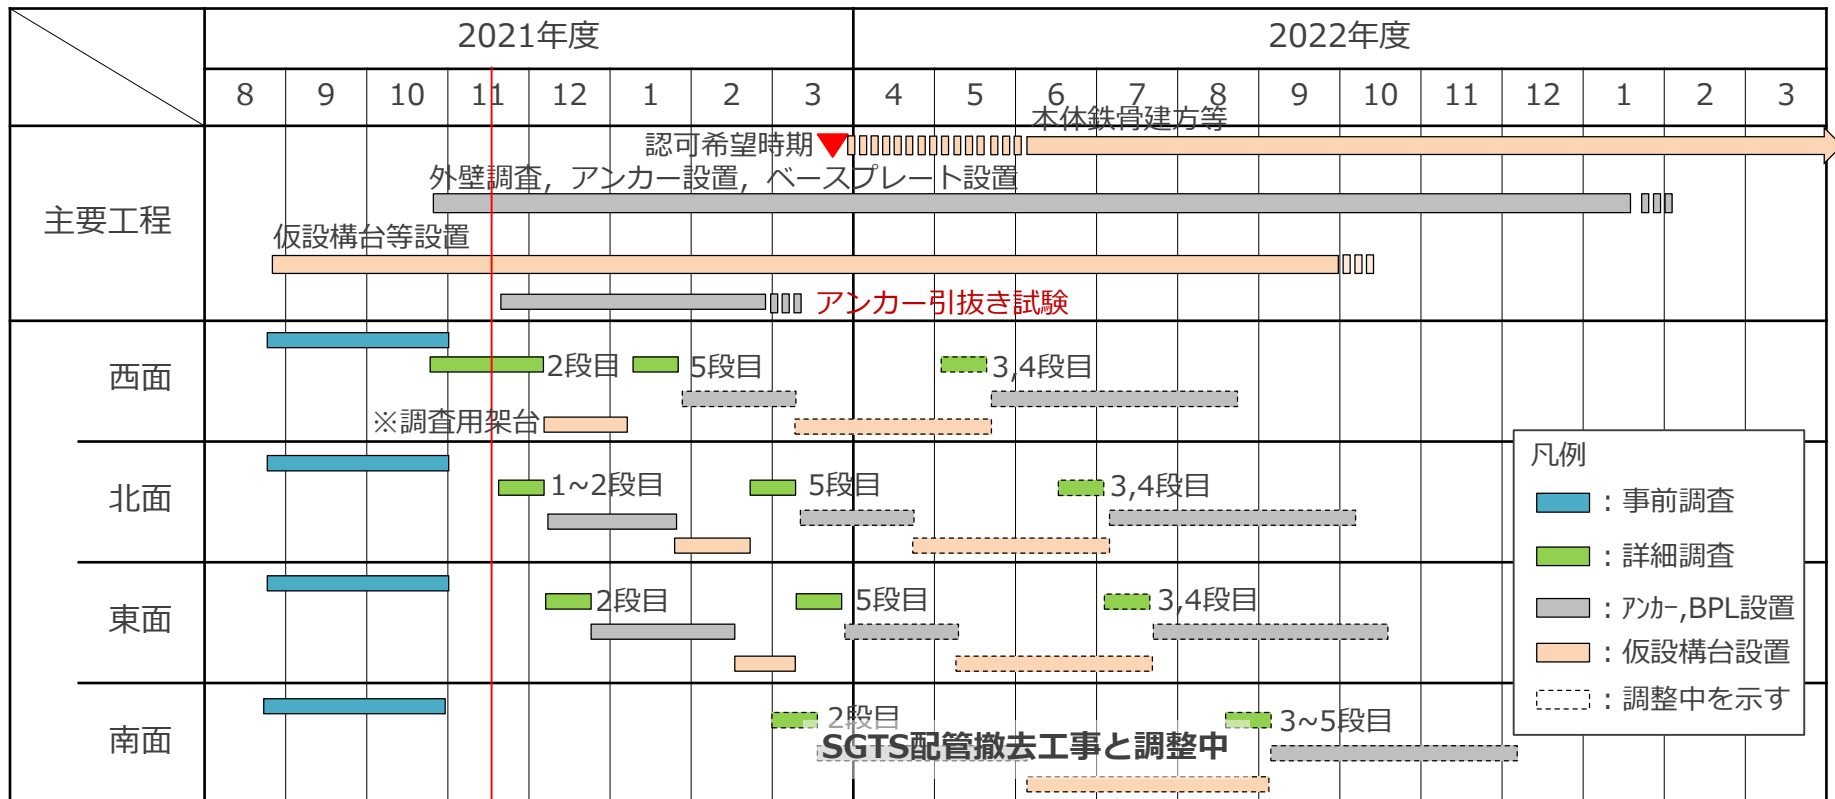 2021年度 2022年度
8 9 10 11 12 1 2 3 4 5 6 7 8 9 10 11 12 1 2 3
主要工程
認可希望時期
本体鉄骨建方等
外壁調査，アンカー設置，ベースプレート設置
仮設構台等設置
アンカー引抜き試験
西面
2段目 5段目 3,4段目
※調査用架台
北面
1~2段目 5段目 3,4段目
東面
2段目 5段目 3,4段目
南面
2段目 3~5段目
SGTS配管撤去工事と調整中
凡例
：事前調査
：詳細調査
：ｱﾝｶｰ,BPL設置
：仮設構台設置
：調整中を示す